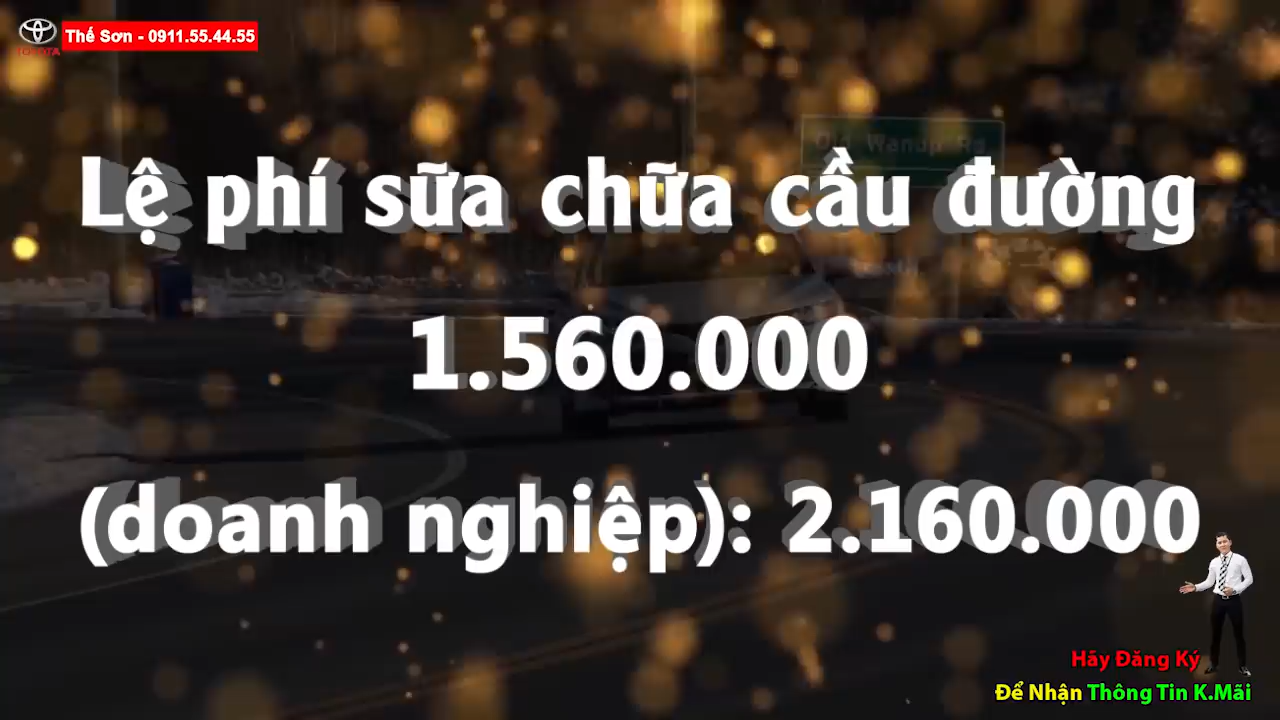 TOYOTA
Thế Sơn - 0911.55.44.55
Lệ phí sữa chữa cầu đường
1.560.000
(doanh nghiệp): 2.160.000
Hãy Đăng Ký
Để Nhận Thông Tin K.Mãi